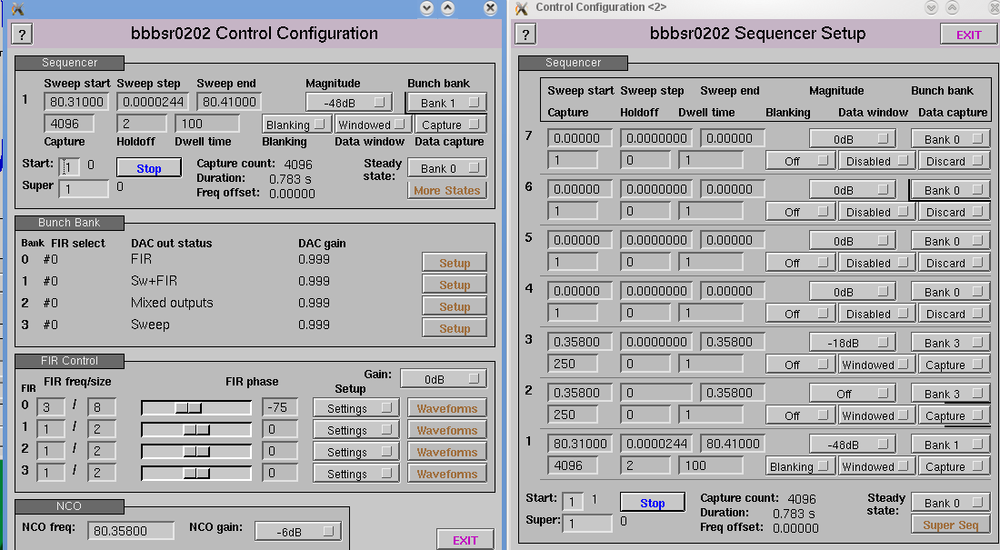 Control Configuration <2>
? bbbsr0202 Control Configuration
Sequencer
Sweep start Sweep step Sweep end Magnitude Bunch bank
1 80.31000 0.0000244 80.41000 -48dB Bank 1
4096 2 100 Blanking Windowed Capture
Capture Holdoff Dwell time Blanking Data window Data capture
Start: 1 0 Stop Capture count: 4096 Steady state: Bank 0
Duration: 0.783 s
Super 1 0 Freq offset: 0.00000 More States
Bunch Bank
Bank FIR select DAC out status DAC gain
0 #0 FIR 0.999 Setup
1 #0 Sw+FIR 0.999 Setup
2 #0 Mixed outputs 0.999 Setup
3 #0 Sweep 0.999 Setup
FIR Control
FIR FIR freq/size FIR phase Gain: 0dB
Setup
0 3 / 8 -75 Settings Waveforms
1 1 / 2 0 Settings Waveforms
2 1 / 2 0 Settings Waveforms
3 1 / 2 0 Settings Waveforms
NCO
NCO freq: 80.35800 NCO gain: -6dB
EXIT
? bbbsr0202 Sequencer Setup EXIT
Sequencer
Sweep start Sweep step Sweep end Magnitude Bunch bank
Capture Holdoff Dwell time Blanking Data window Data capture
7 0.00000 0.0000000 0.00000 0dB Bank 0
1 0 1 Off Disabled Discard
6 0.00000 0.0000000 0.00000 0dB Bank 0
1 0 1 Off Disabled Discard
5 0.00000 0.0000000 0.00000 0dB Bank 0
1 0 1 Off Disabled Discard
4 0.00000 0.0000000 0.00000 0dB Bank 0
1 0 1 Off Disabled Discard
3 0.35800 0.0000000 0.35800 -18dB Bank 3
250 0 1 Off Windowed Capture
2 0.35800 0 0.35800 Off Bank 3
250 0 1 Off Windowed Capture
1 80.31000 0.0000244 80.41000 -48dB Bank 1
4096 2 100 Blanking Windowed Capture
Start: 1 1 Stop Capture count: 4096 Steady state: Bank 0
Duration: 0.783 s
Super: 1 0 Freq offset: 0.00000 Super Seq